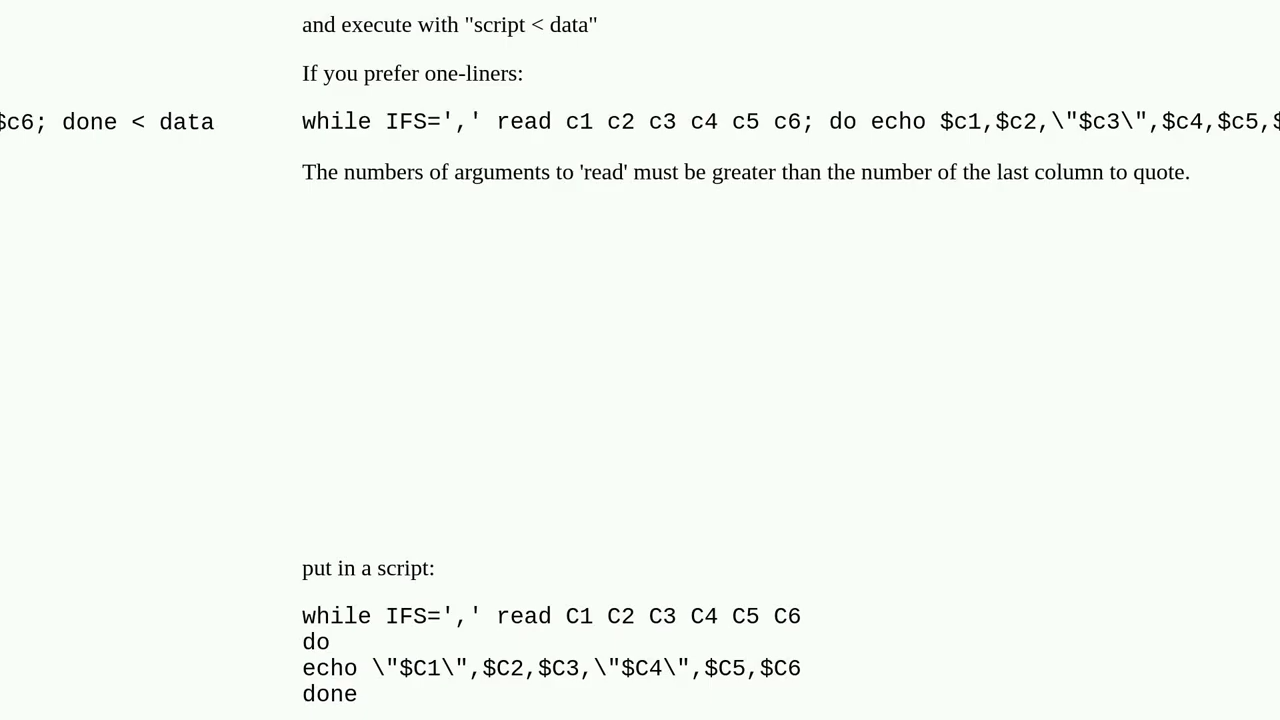 and execute with "script < data"
If you prefer one-liners:
$c6; done < data
while IFS=',' read c1 c2 c3 c4 c5 c6; do echo $c1,$c2,\"$c3\",$c4,$c5,$
The numbers of arguments to 'read' must be greater than the number of the last column to quote.
put in a script:
while IFS=',' read C1 C2 C3 C4 C5 C6
do
echo \"$C1\",$C2,$C3,\"$C4\",$C5,$C6
done